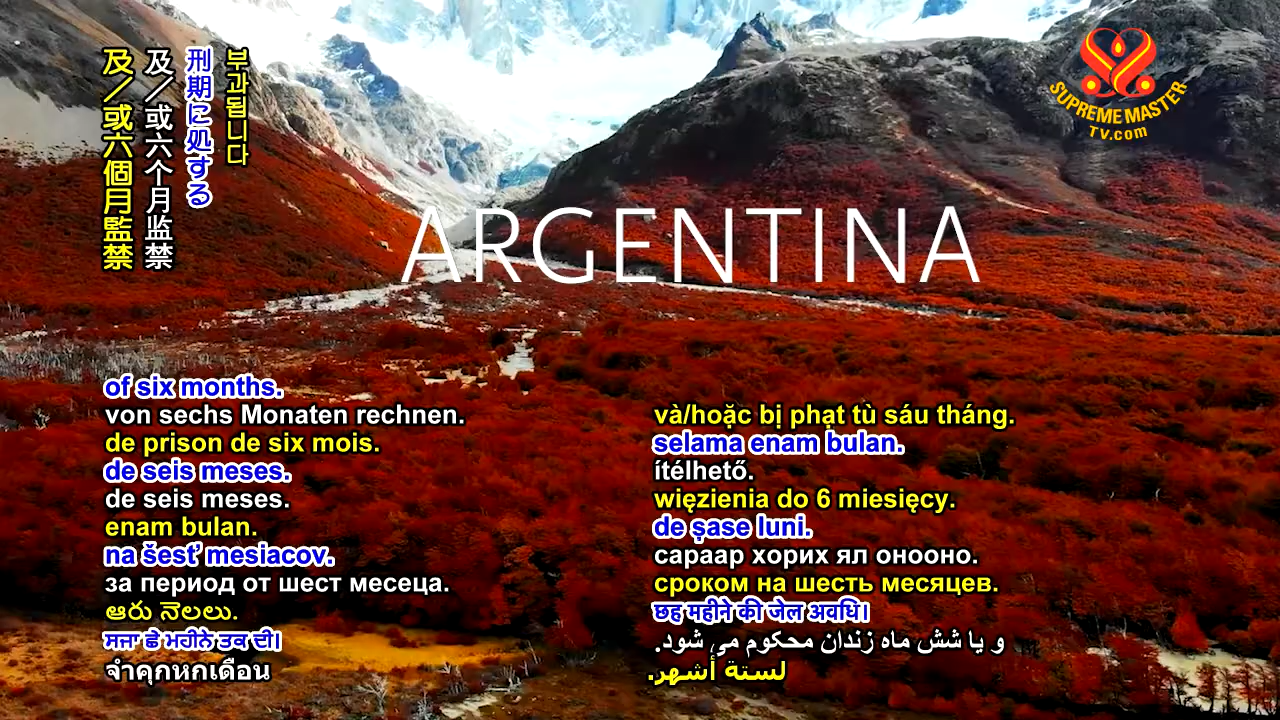 부과됩니다
刑期に処する
及／或六个月监禁
及／或六個月監禁
SUPREME MASTER
TV.com
ARGENTINA
of six months.
von sechs Monaten rechnen.
de prison de six mois.
de seis meses.
de seis meses.
enam bulan.
na šesť mesiacov.
за период от шест месеца.
ఆరు నెలలు.
ਸਜਾ ਛੇ ਮਹੀਨੇ ਤਕ ਦੀ।
จำคุกหกเดือน
và/hoặc bị phạt tù sáu tháng.
selama enam bulan.
ítélhető.
więzienia do 6 miesięcy.
de șase luni.
сараар хорих ял онооно.
сроком на шесть месяцев.
छह महीने की जेल अवधि।
و یا شش ماه زندان محکوم می شود.
لستة أشهر.